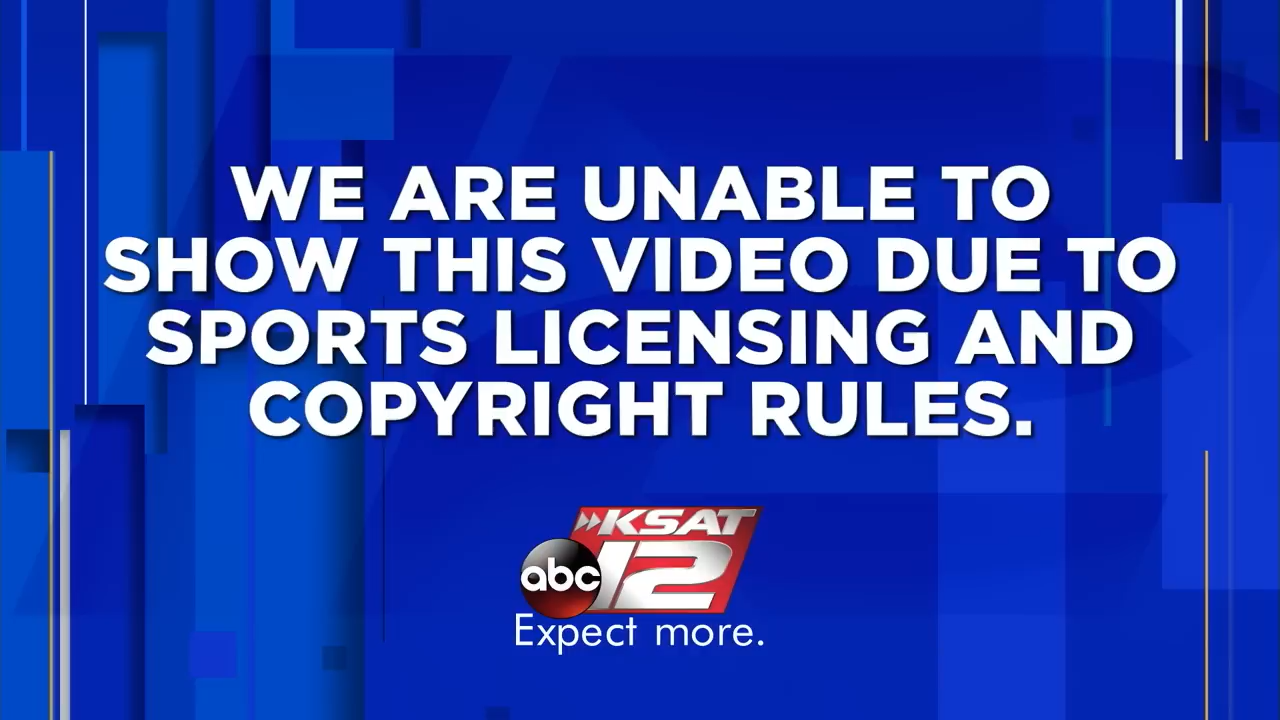 WE ARE UNABLE TO
SHOW THIS VIDEO DUE TO
SPORTS LICENSING AND
COPYRIGHT RULES.
KSAT
abc 12
Expect more.